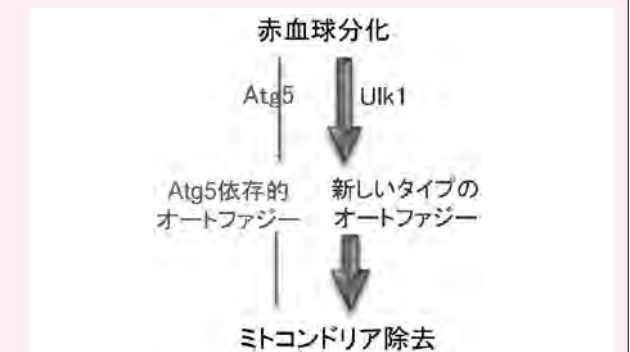 赤血球分化
Atg5
Ulk1
Atg5依存的
オートファジー
新しいタイプの
オートファジー
ミトコンドリア除去